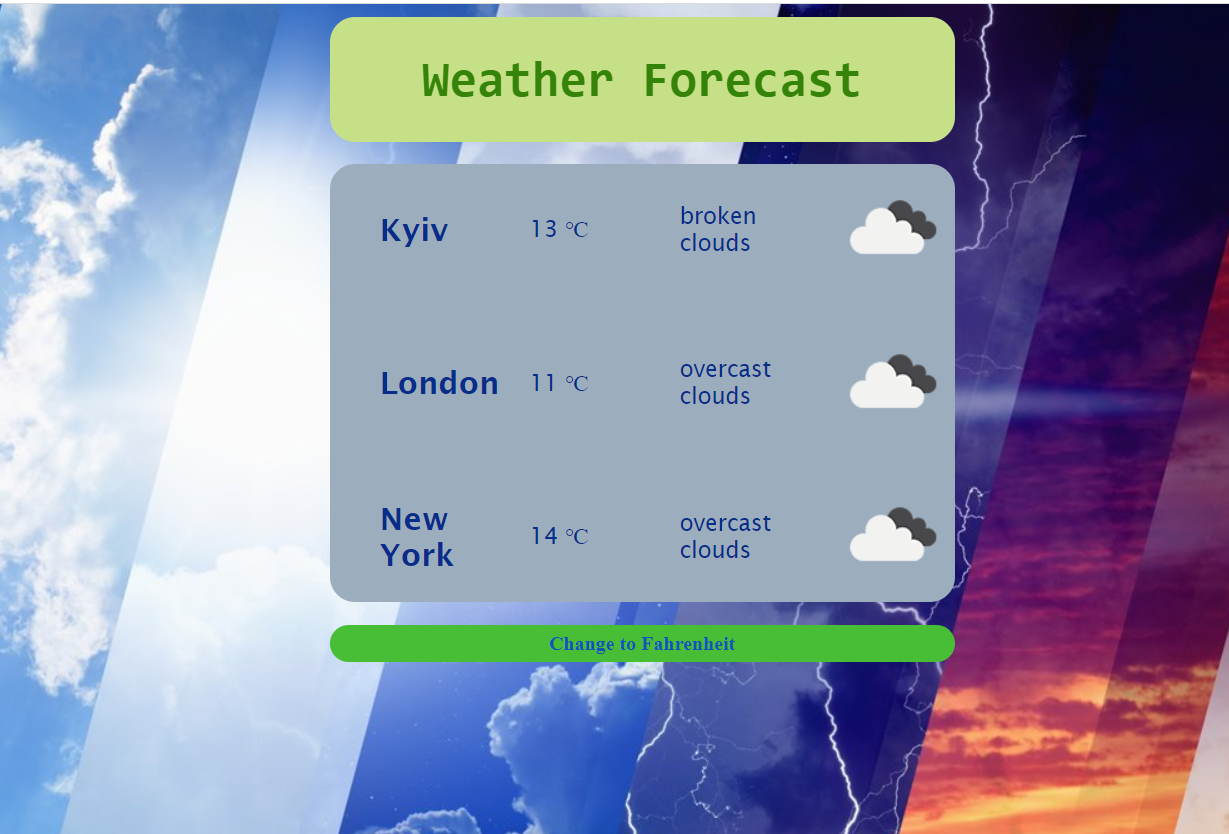 Weather Forecast
Kyiv 13 °C broken
clouds
London 11 °C overcast
clouds
New
York 14 °C overcast
clouds
Change to Fahrenheit